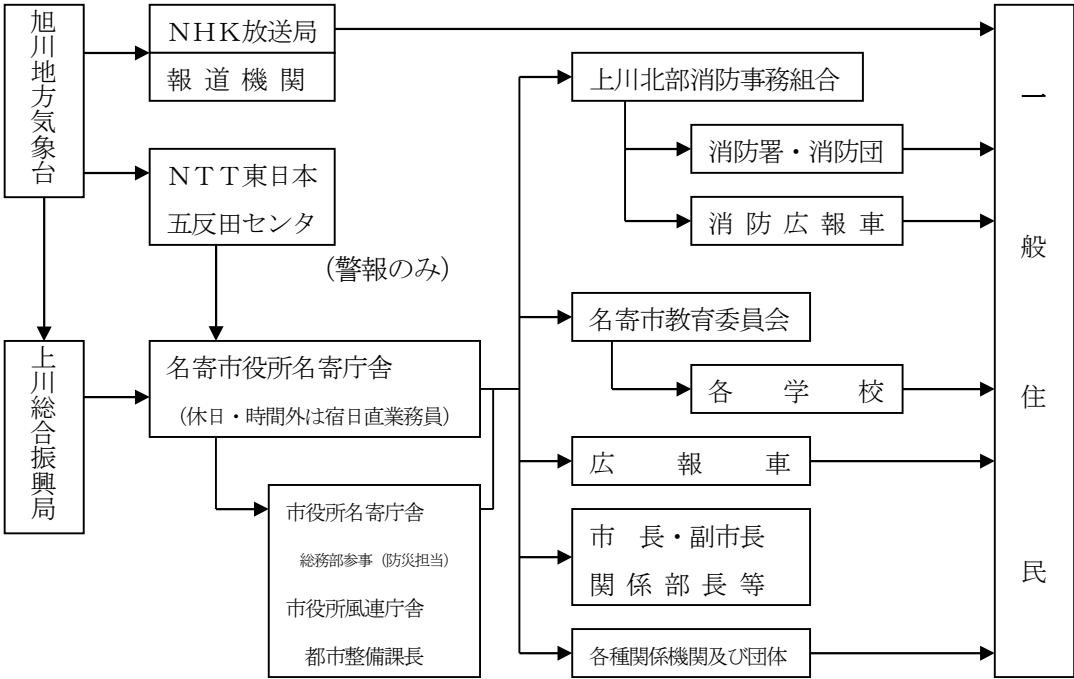 旭川地方気象台
ＮＨＫ放送局
報道機関
ＮＴＴ東日本
五反田センタ
（警報のみ）
上川総合振興局
名寄市役所名寄庁舎
（休日・時間外は宿日直業務員）
市役所名寄庁舎
総務部参事（防災担当）
市役所風連庁舎
都市整備課長
上川北部消防事務組合
消防署・消防団
消防広報車
名寄市教育委員会
各学校
広報車
市　長・副市長
関係部長等
各種関係機関及び団体
一般住民